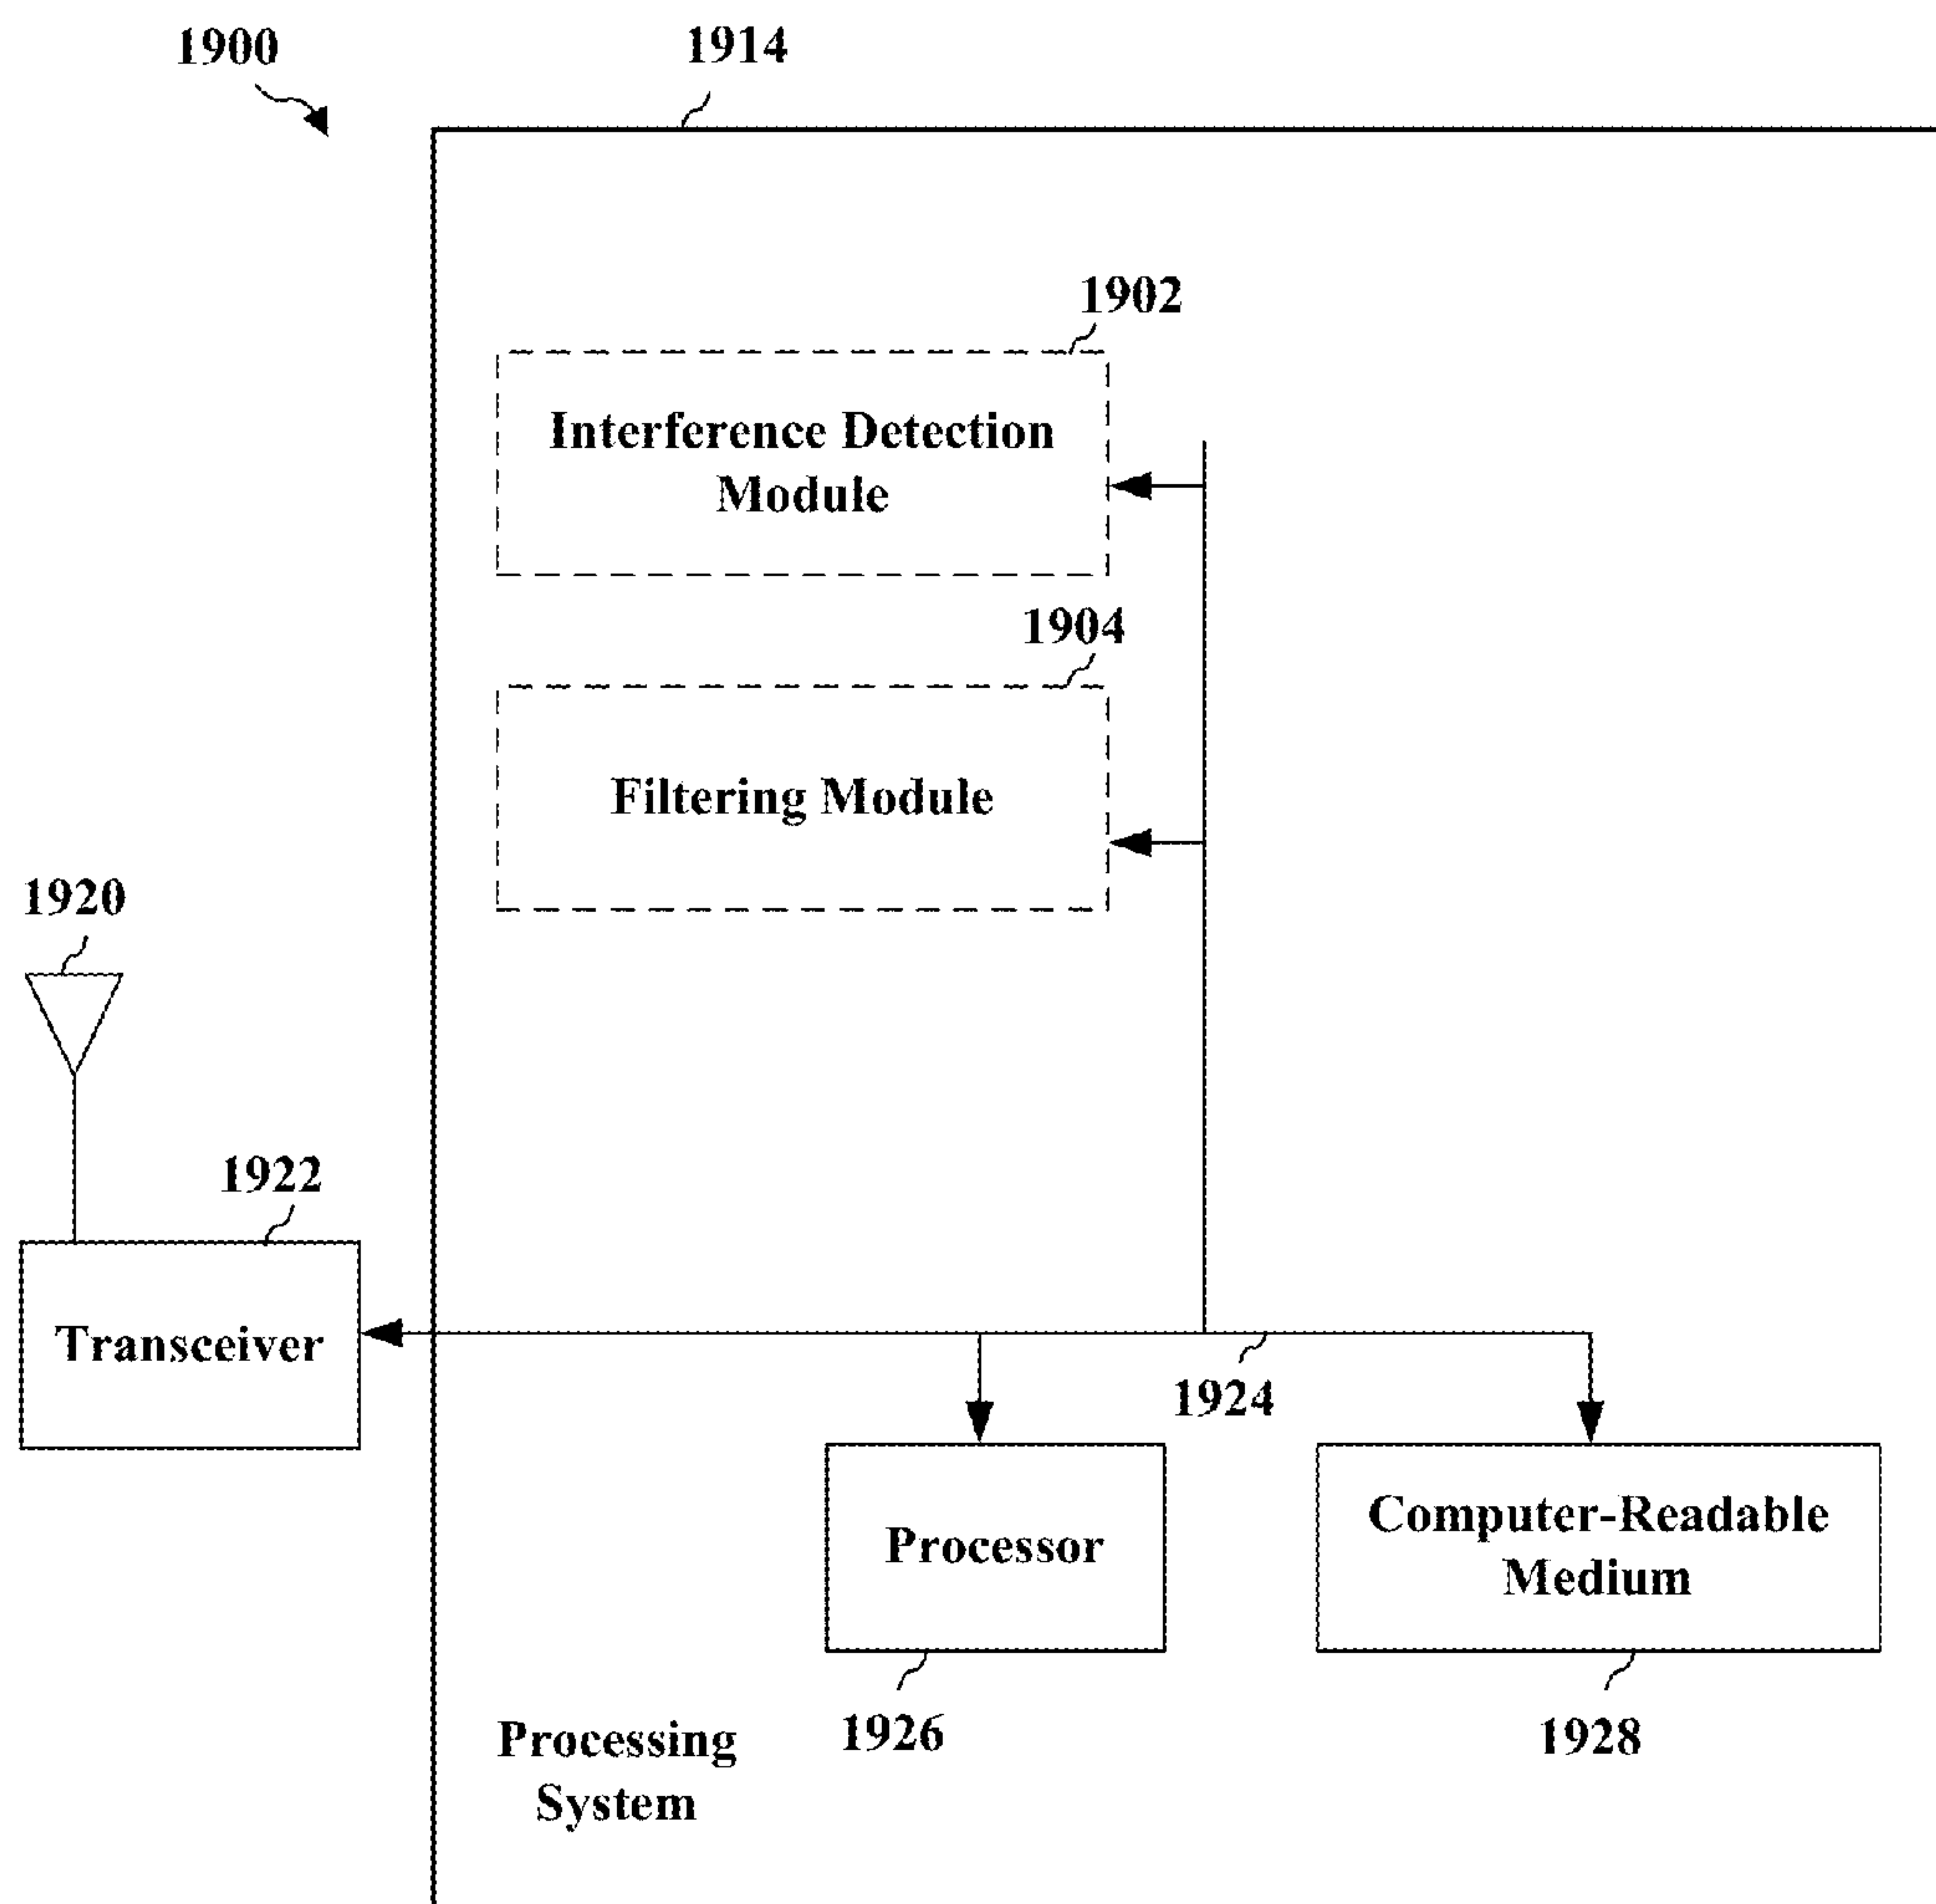 1900
1914
1902
Interference Detection
Module
1904
Filtering Module
1920
1922
Transceiver
1924
Processor
Computer-Readable
Medium
1926
1928
Processing
System